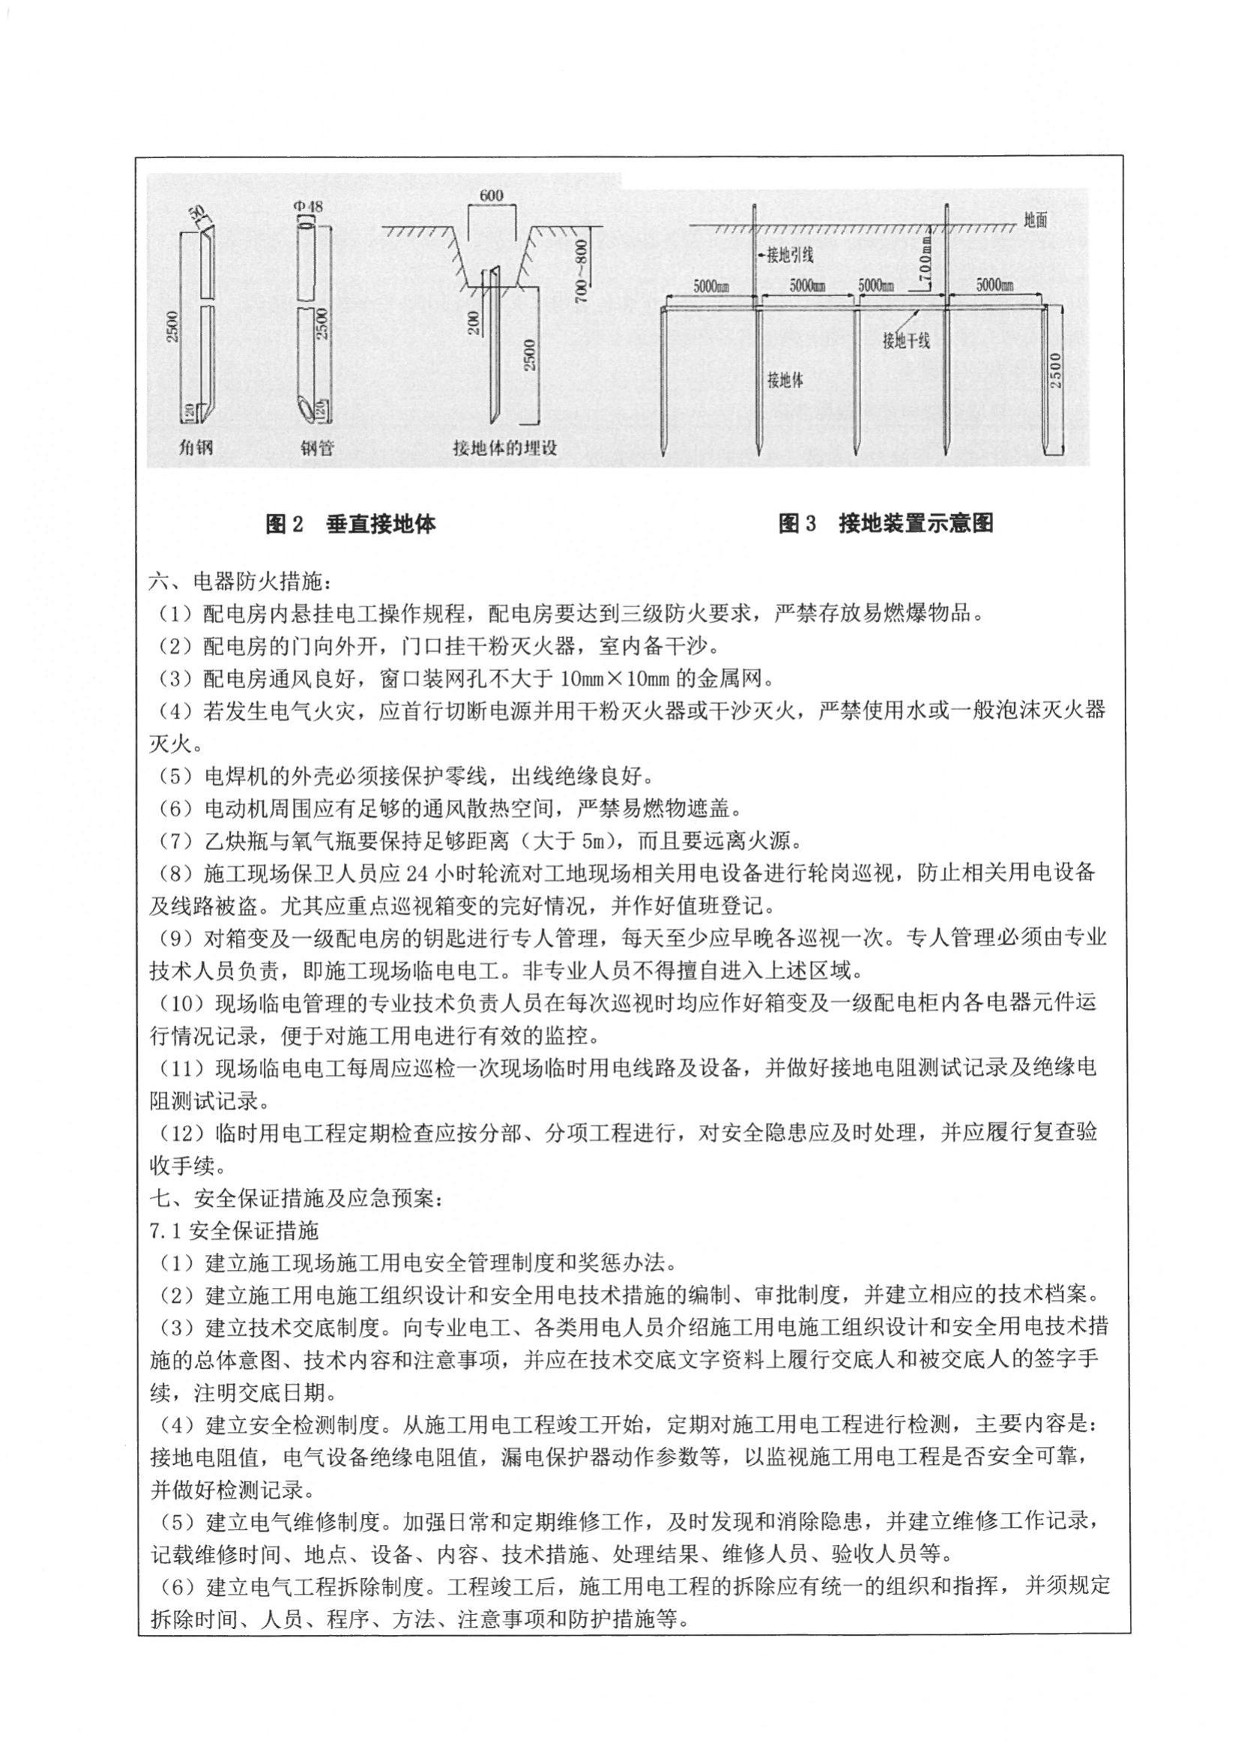 50
Φ48
600
地面
接地引线
700mm
700~800
5000mm
5000mm
5000mm
5000mm
2500
2500
200
2500
接地干线
接地体
2500
120
120
角钢
钢管
接地体的埋设
图2 垂直接地体
图3 接地装置示意图
六、电器防火措施：
（1）配电房内悬挂电工操作规程，配电房要达到三级防火要求，严禁存放易燃爆物品。
（2）配电房的门向外开，门口挂干粉灭火器，室内备干沙。
（3）配电房通风良好，窗口装网孔不大于10mm×10mm的金属网。
（4）若发生电气火灾，应首行切断电源并用干粉灭火器或干沙灭火，严禁使用水或一般泡沫灭火器
灭火。
（5）电焊机的外壳必须接保护零线，出线绝缘良好。
（6）电动机周围应有足够的通风散热空间，严禁易燃物遮盖。
（7）乙炔瓶与氧气瓶要保持足够距离（大于5m），而且要远离火源。
（8）施工现场保卫人员应24小时轮流对工地现场相关用电设备进行轮岗巡视，防止相关用电设备
及线路被盗。尤其应重点巡视箱变的完好情况，并作好值班登记。
（9）对箱变及一级配电房的钥匙进行专人管理，每天至少应早晚各巡视一次。专人管理必须由专业
技术人员负责，即施工现场临电电工。非专业人员不得擅自进入上述区域。
（10）现场临电管理的专业技术负责人员在每次巡视时均应作好箱变及一级配电柜内各电器元件运
行情况记录，便于对施工用电进行有效的监控。
（11）现场临电电工每周应巡检一次现场临时用电线路及设备，并做好接地电阻测试记录及绝缘电
阻测试记录。
（12）临时用电工程定期检查应按分部、分项工程进行，对安全隐患应及时处理，并应履行复查验
收手续。
七、安全保证措施及应急预案：
7.1安全保证措施
（1）建立施工现场施工用电安全管理制度和奖惩办法。
（2）建立施工用电施工组织设计和安全用电技术措施的编制、审批制度，并建立相应的技术档案。
（3）建立技术交底制度。向专业电工、各类用电人员介绍施工用电施工组织设计和安全用电技术措
施的总体意图、技术内容和注意事项，并应在技术交底文字资料上履行交底人和被交底人的签字手
续，注明交底日期。
（4）建立安全检测制度。从施工用电工程竣工开始，定期对施工用电工程进行检测，主要内容是：
接地电阻值，电气设备绝缘电阻值，漏电保护器动作参数等，以监视施工用电工程是否安全可靠，
并做好检测记录。
（5）建立电气维修制度。加强日常和定期维修工作，及时发现和消除隐患，并建立维修工作记录，
记载维修时间、地点、设备、内容、技术措施、处理结果、维修人员、验收人员等。
（6）建立电气工程拆除制度。工程竣工后，施工用电工程的拆除应有统一的组织和指挥，并须规定
拆除时间、人员、程序、方法、注意事项和防护措施等。